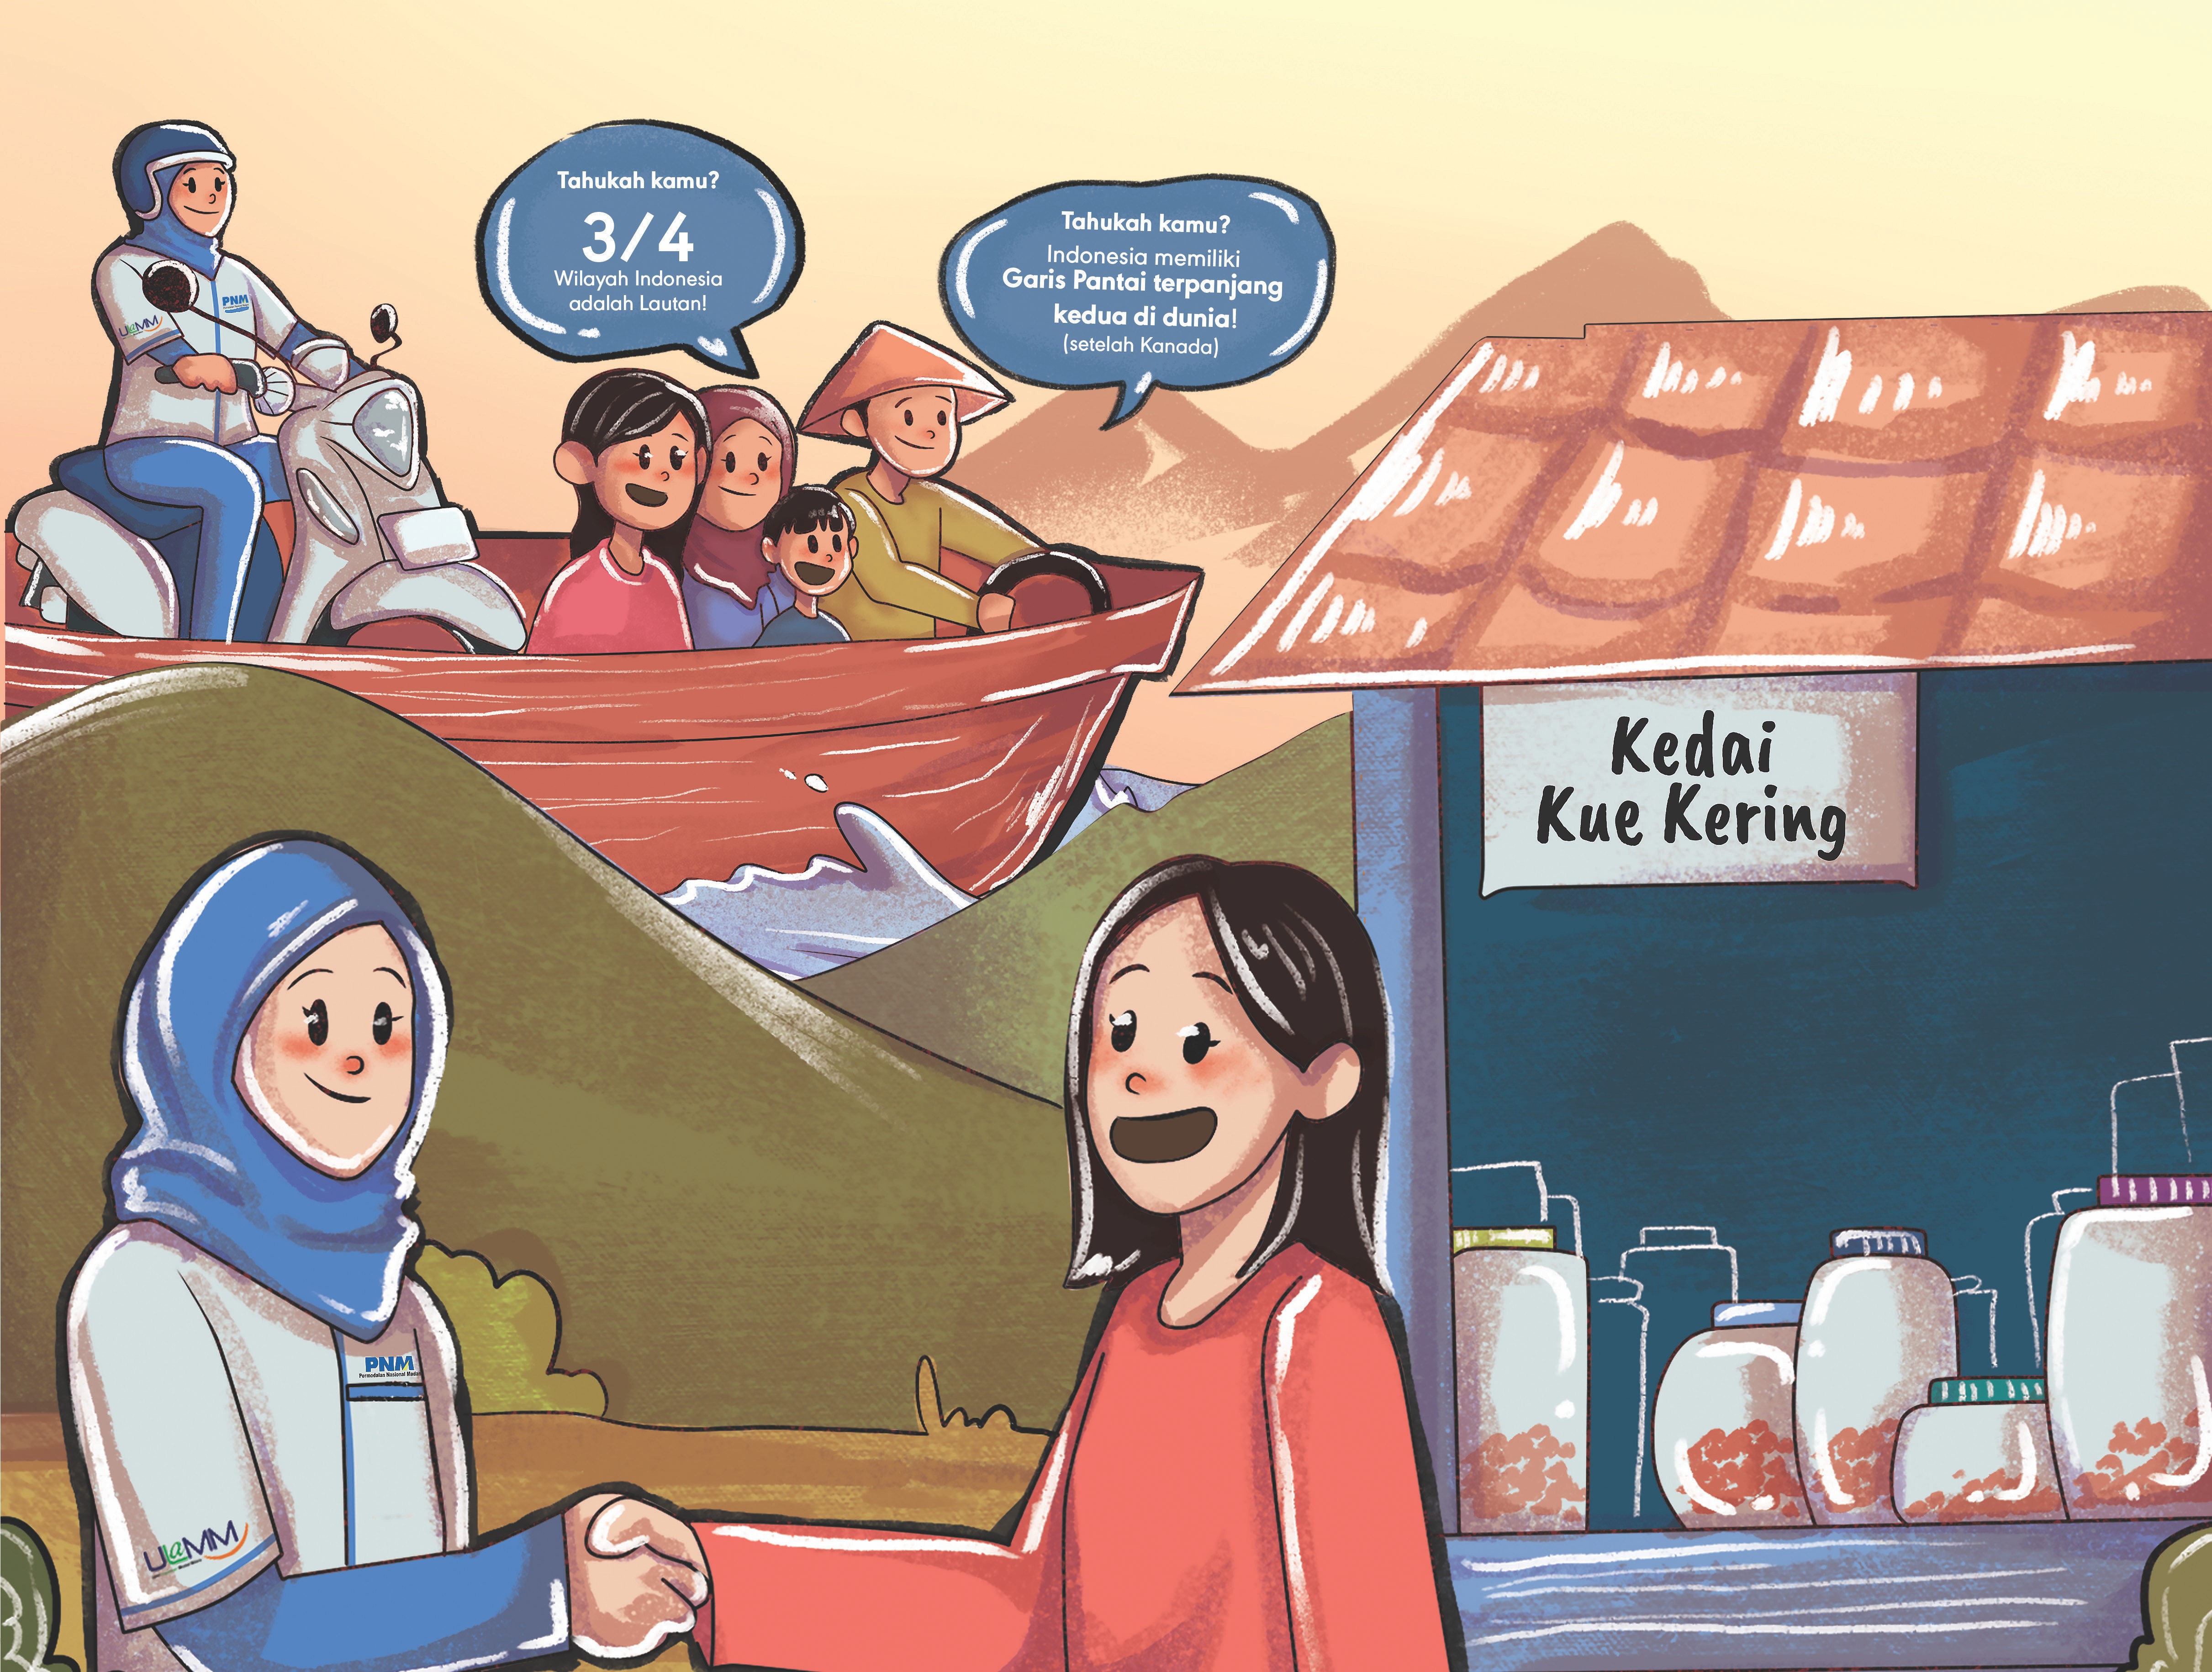 Tahukah kamu?
3/4
Wilayah Indonesia
adalah Lautan!
Tahukah kamu?
Indonesia memiliki
Garis Pantai terpanjang
kedua di dunia!
(setelah Kanada)
PNM
UlaMM
Kedai
Kue Kering
PNM
Permodalan Nasional Madani
UlaMM